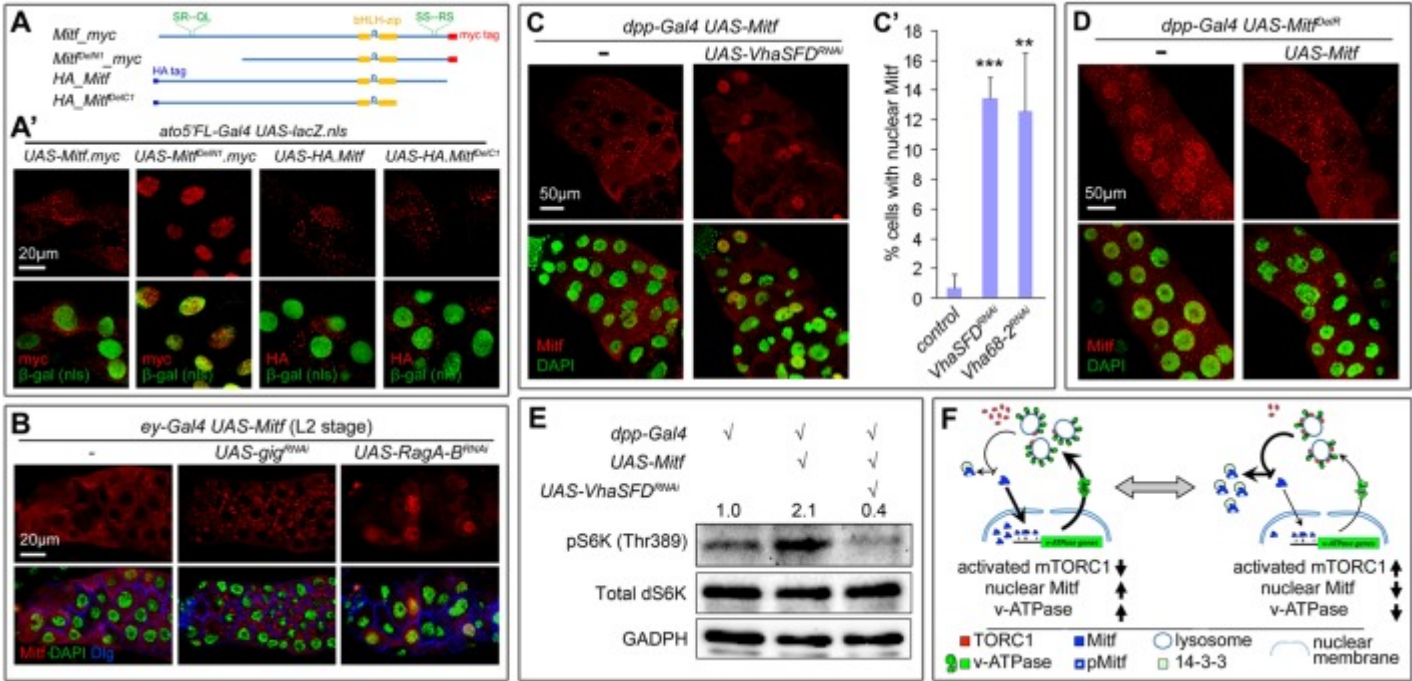 A
SR--QL
bHLH-zip
SS--RS
Mitf_myc
myc tag
Mitf^DelN1_myc
HA tag
HA_Mitf
HA_Mitf^DelC1
A'
ato5'FL-Gal4 UAS-lacZ.nls
UAS-Mitf.myc UAS-Mitf^DelN1.myc UAS-HA.Mitf UAS-HA.Mitf^DelC1
20μm
myc myc HA HA
β-gal (nls) β-gal (nls) β-gal (nls) β-gal (nls)
B
ey-Gal4 UAS-Mitf (L2 stage)
- UAS-gig^RNAi UAS-RagA-B^RNAi
20μm
Mitf DAPI Dlg
C
dpp-Gal4 UAS-Mitf
- UAS-VhaSFD^RNAi
50μm
Mitf
DAPI
C'
% cells with nuclear Mitf
18
16
14
12
10
8
6
4
2
0
***
**
control
VhaSFD^RNAi
Vha68-2^RNAi
D
dpp-Gal4 UAS-Mitf^DelR
- UAS-Mitf
50μm
Mitf
DAPI
E
dpp-Gal4 √ √ √
UAS-Mitf √ √
UAS-VhaSFD^RNAi √
1.0 2.1 0.4
pS6K (Thr389)
Total dS6K
GADPH
F
v-ATPase genes
v-ATPase genes
activated mTORC1
nuclear Mitf
v-ATPase
activated mTORC1
nuclear Mitf
v-ATPase
TORC1 Mitf lysosome nuclear membrane
v-ATPase pMitf 14-3-3